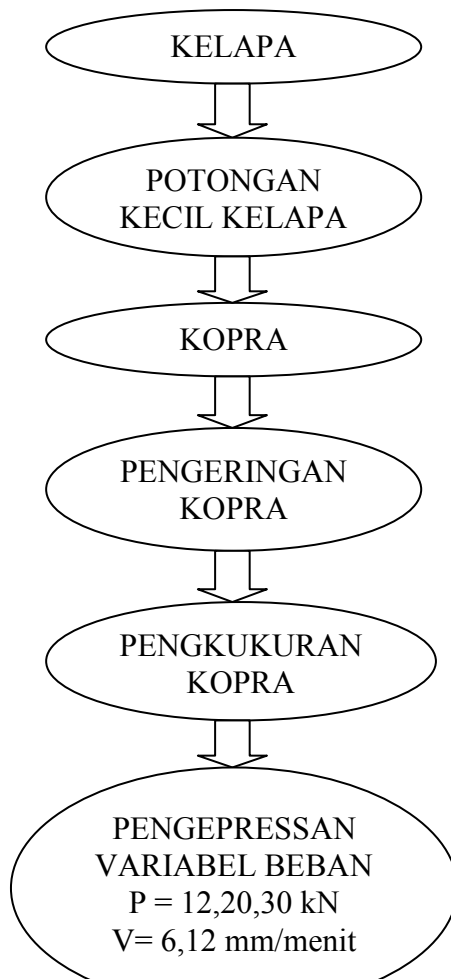 KELAPA
POTONGAN
KECIL KELAPA
KOPRA
PENGERINGAN
KOPRA
PENGKUKURAN
KOPRA
PENGEPRESSAN
VARIABEL BEBAN
P = 12,20,30 kN
V= 6,12 mm/menit